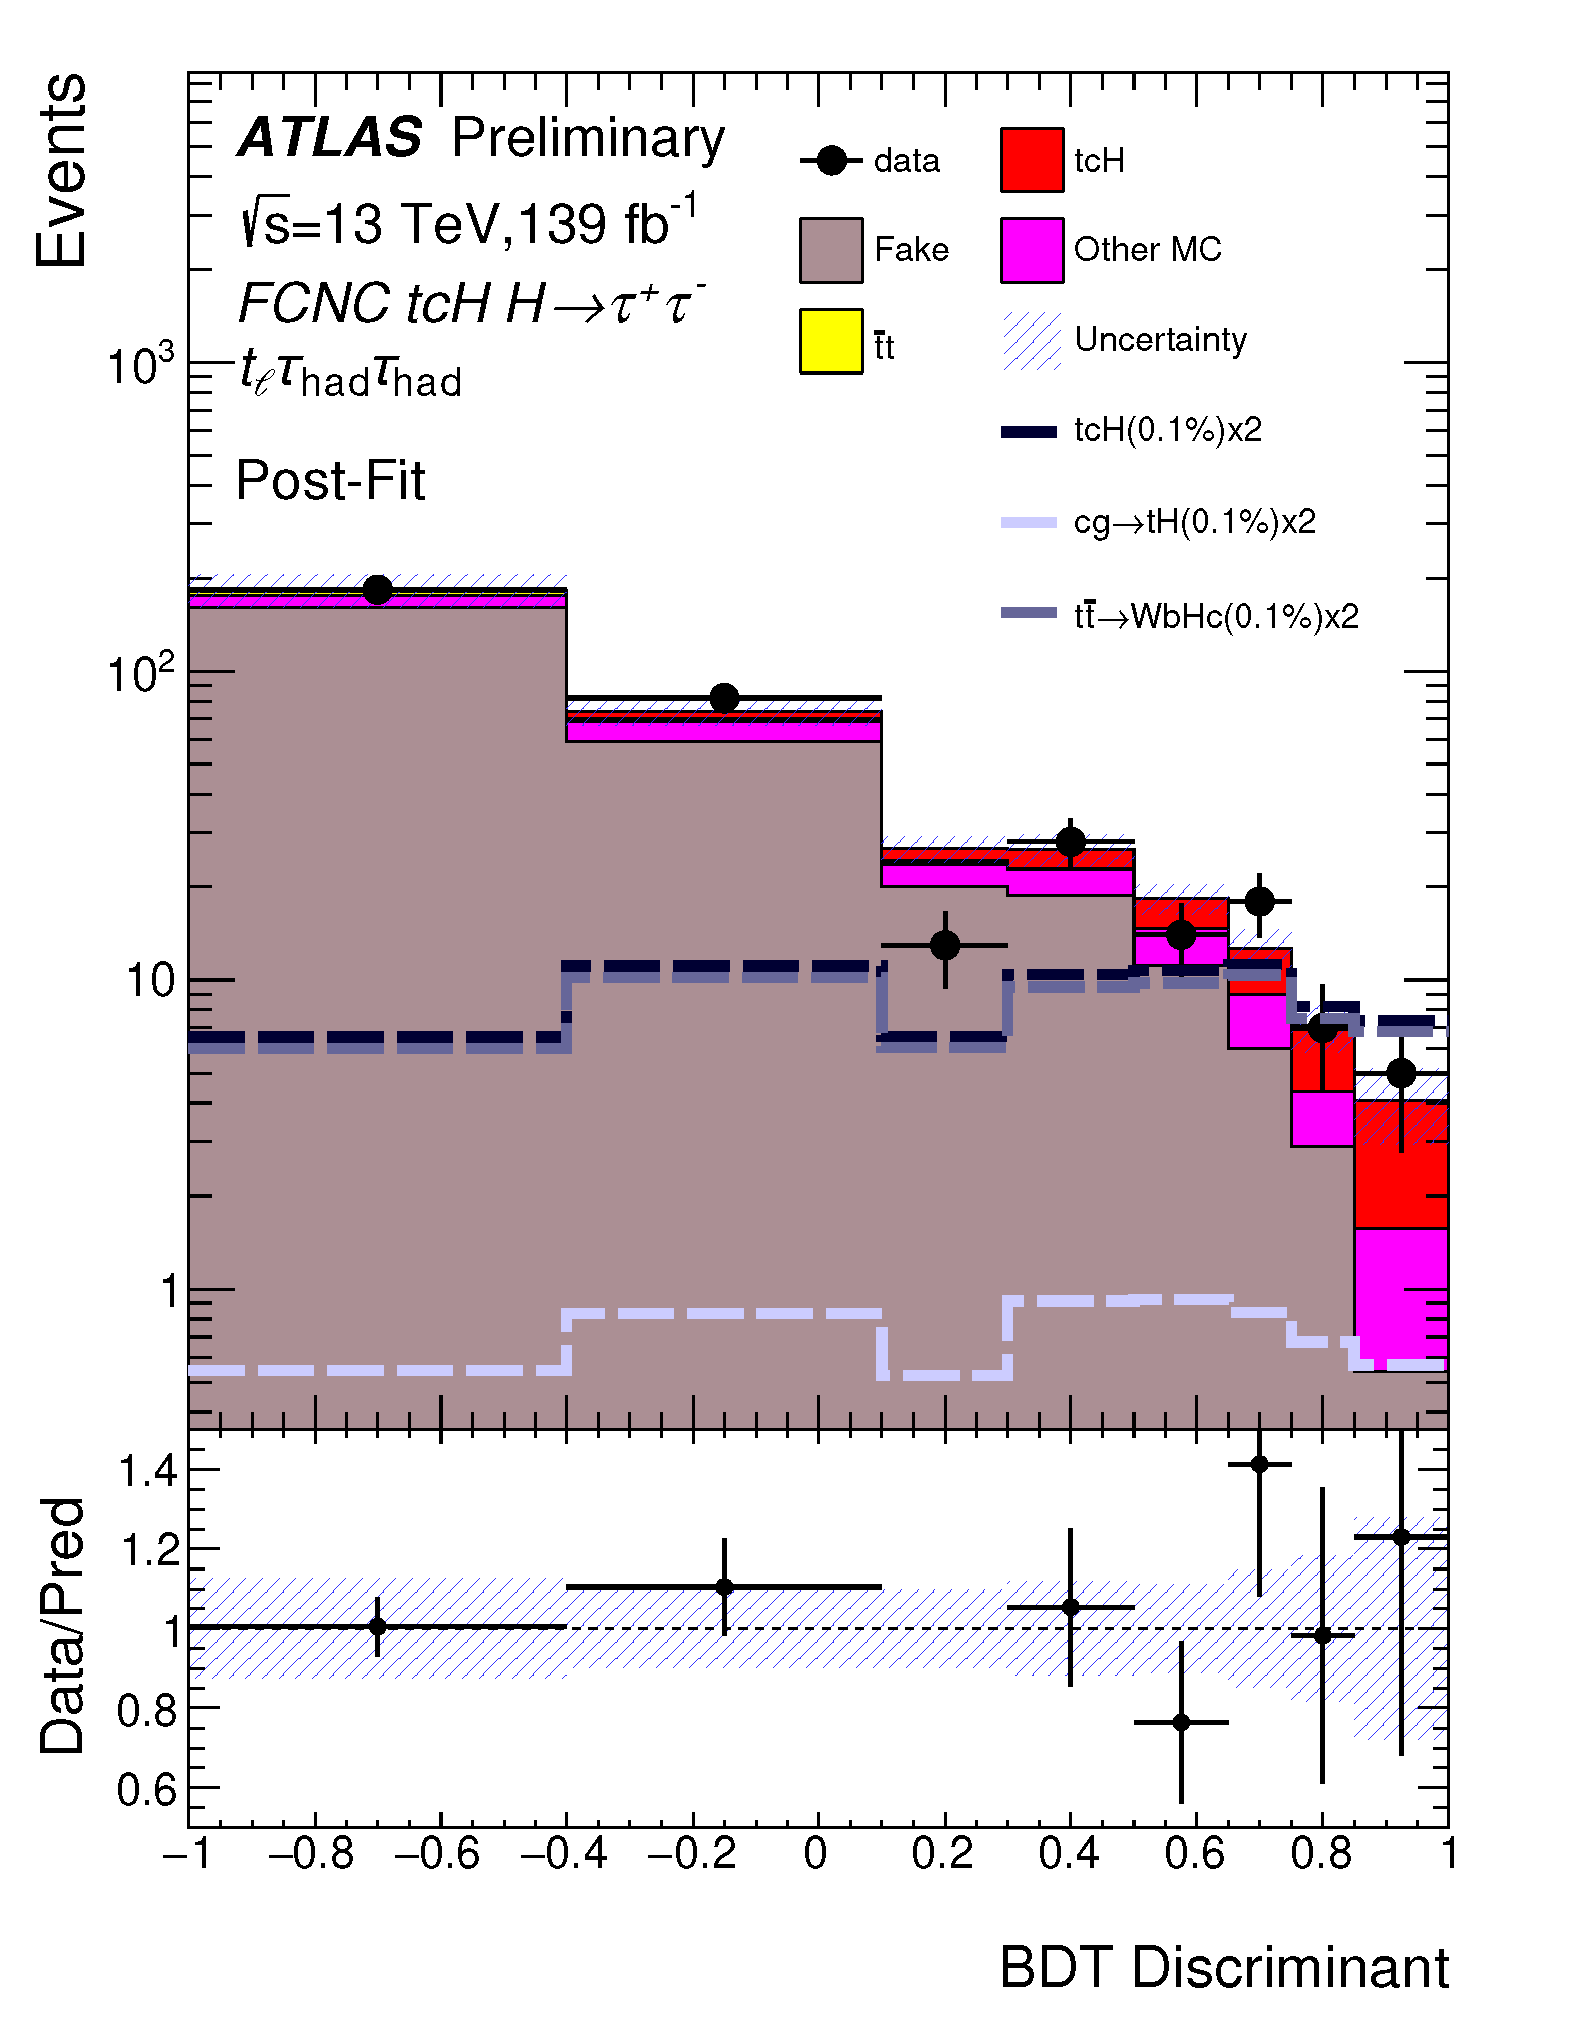 Events
ATLAS Preliminary
√s=13 TeV,139 fb⁻¹
FCNC tcH H→τ⁺τ⁻
tℓτhadτhad
Post-Fit
data
tcH
Fake
Other MC
t̄t
Uncertainty
tcH(0.1%)x2
cg→tH(0.1%)x2
tt̄→WbHc(0.1%)x2
10³
10²
10
1
Data/Pred
1.4
1.2
1
0.8
0.6
−1 −0.8 −0.6 −0.4 −0.2 0 0.2 0.4 0.6 0.8 1
BDT Discriminant